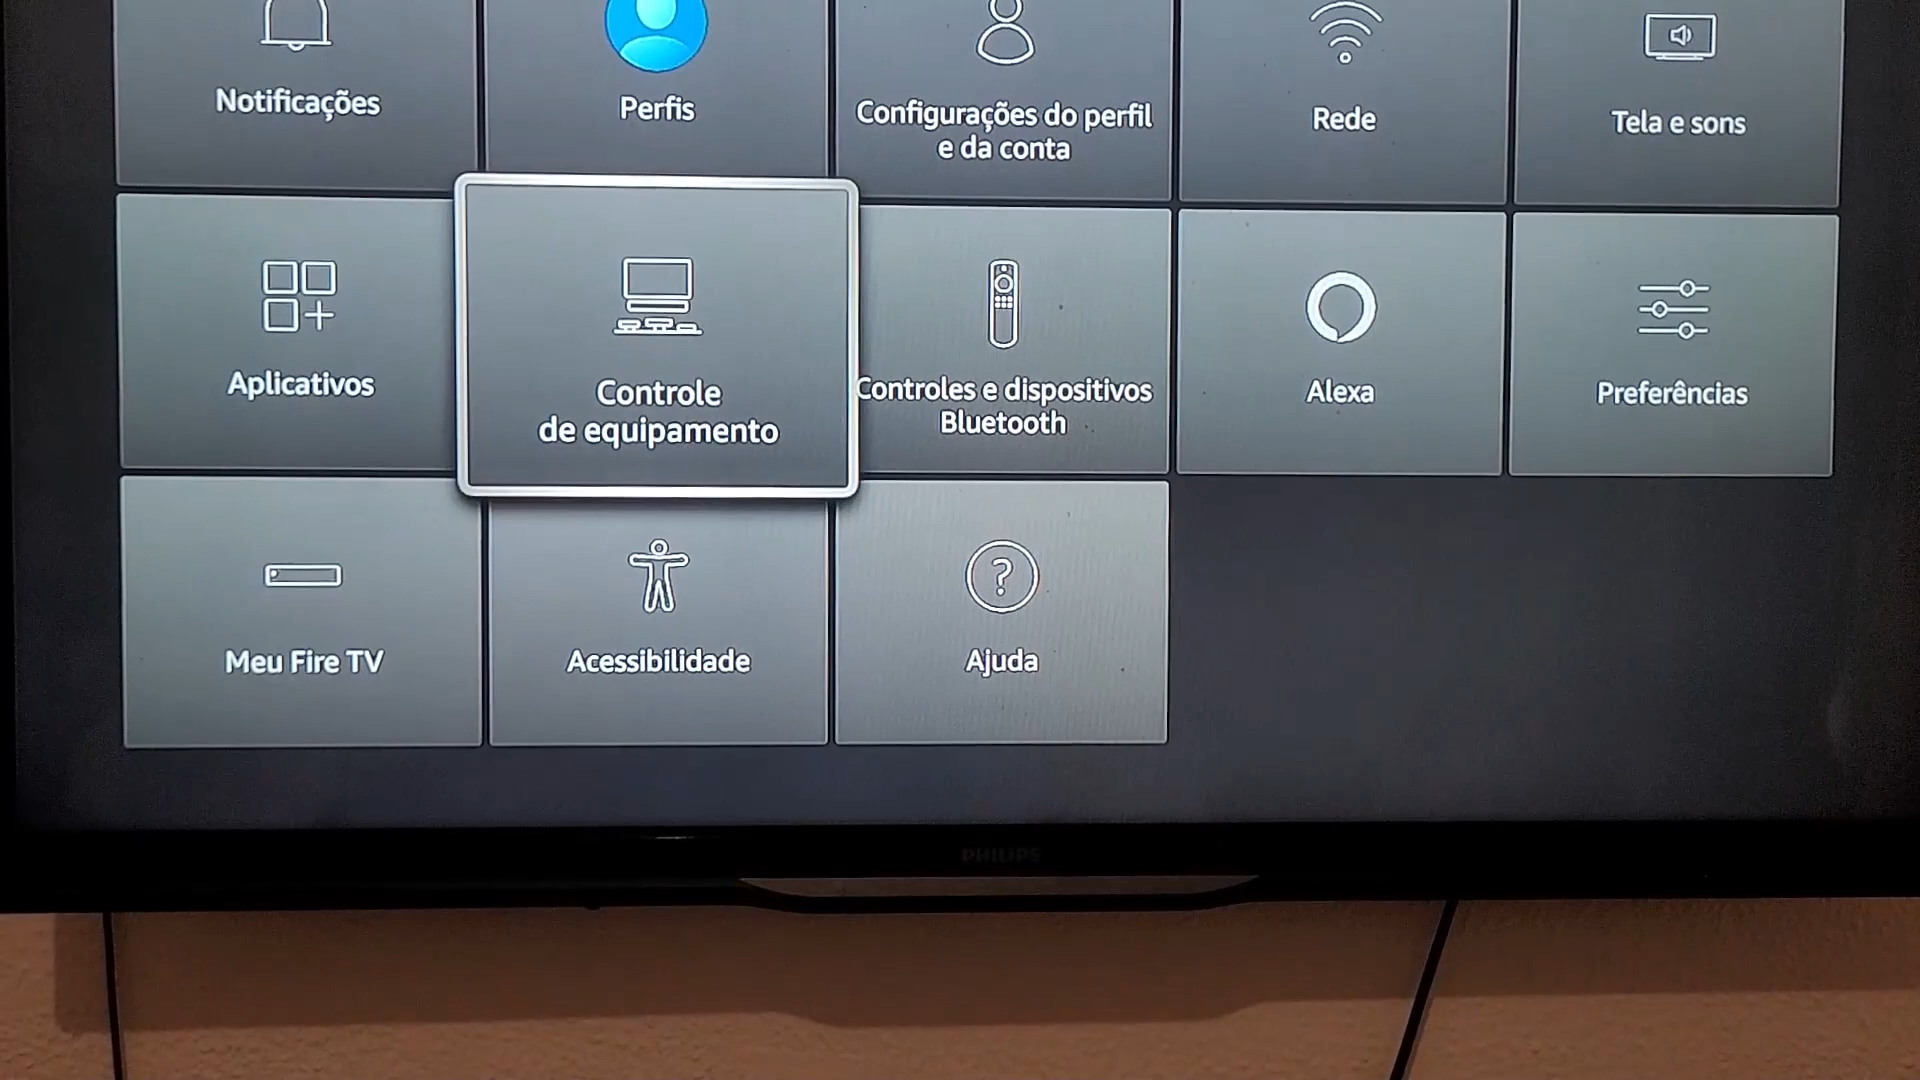 Notificações
Perfis
Configurações do perfil
e da conta
Rede
Tela e sons
Aplicativos
Controle
de equipamento
Controles e dispositivos
Bluetooth
Alexa
Preferências
Meu Fire TV
Acessibilidade
Ajuda
PHILIPS